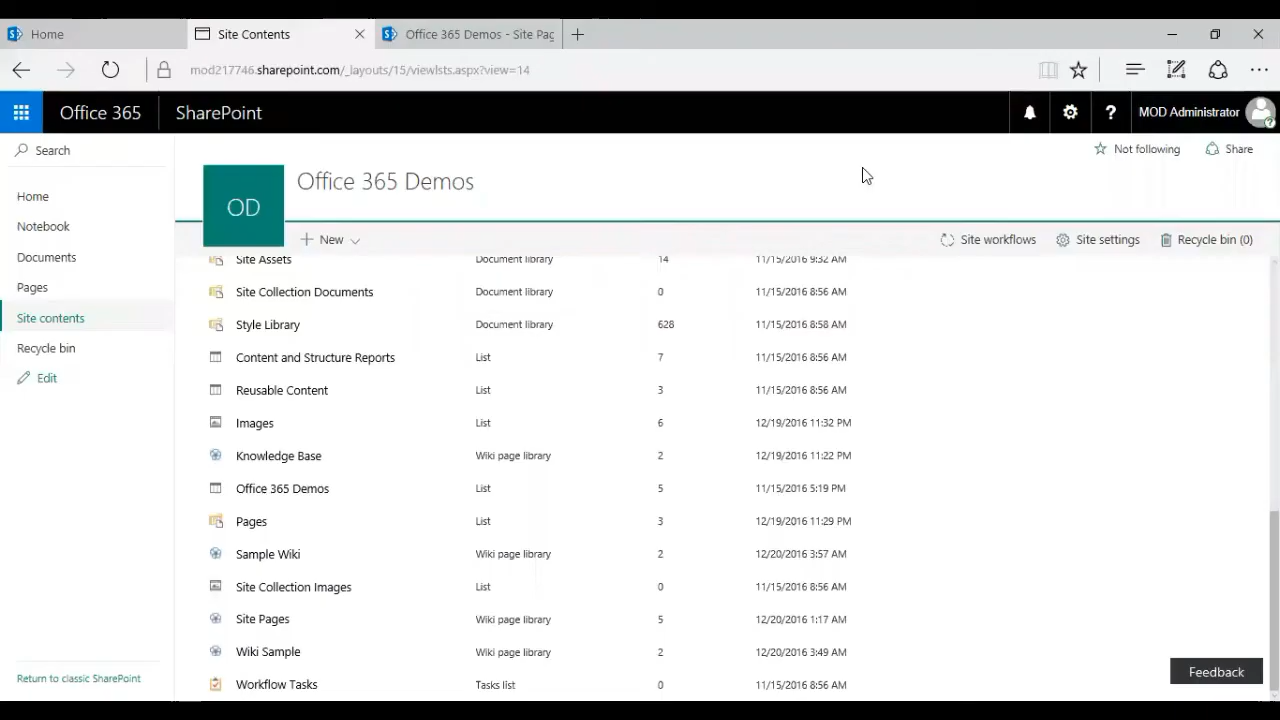 Home
Site Contents
Office 365 Demos - Site Pag
mod217746.sharepoint.com/_layouts/15/viewlsts.aspx?view=14
Office 365
SharePoint
?
MOD Administrator
Search
Not following
Share
Office 365 Demos
OD
New
Site workflows
Site settings
Recycle bin (0)
Home
Notebook
Documents
Pages
Site contents
Recycle bin
Edit
Site Assets Document library 14 11/15/2016 9:32 AM
Site Collection Documents Document library 0 11/15/2016 8:56 AM
Style Library Document library 628 11/15/2016 8:58 AM
Content and Structure Reports List 7 11/15/2016 8:56 AM
Reusable Content List 3 11/15/2016 8:56 AM
Images List 6 12/19/2016 11:32 PM
Knowledge Base Wiki page library 2 12/19/2016 11:22 PM
Office 365 Demos List 5 11/15/2016 5:19 PM
Pages List 3 12/19/2016 11:29 PM
Sample Wiki Wiki page library 2 12/20/2016 3:57 AM
Site Collection Images List 0 11/15/2016 8:56 AM
Site Pages Wiki page library 5 12/20/2016 1:17 AM
Wiki Sample Wiki page library 2 12/20/2016 3:49 AM
Workflow Tasks Tasks list 0 11/15/2016 8:56 AM
Return to classic SharePoint
Feedback